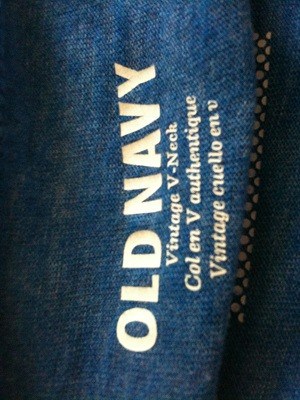 OLD NAVY
Vintage V-Neck
Col en V authentique
Vintage cuello en v